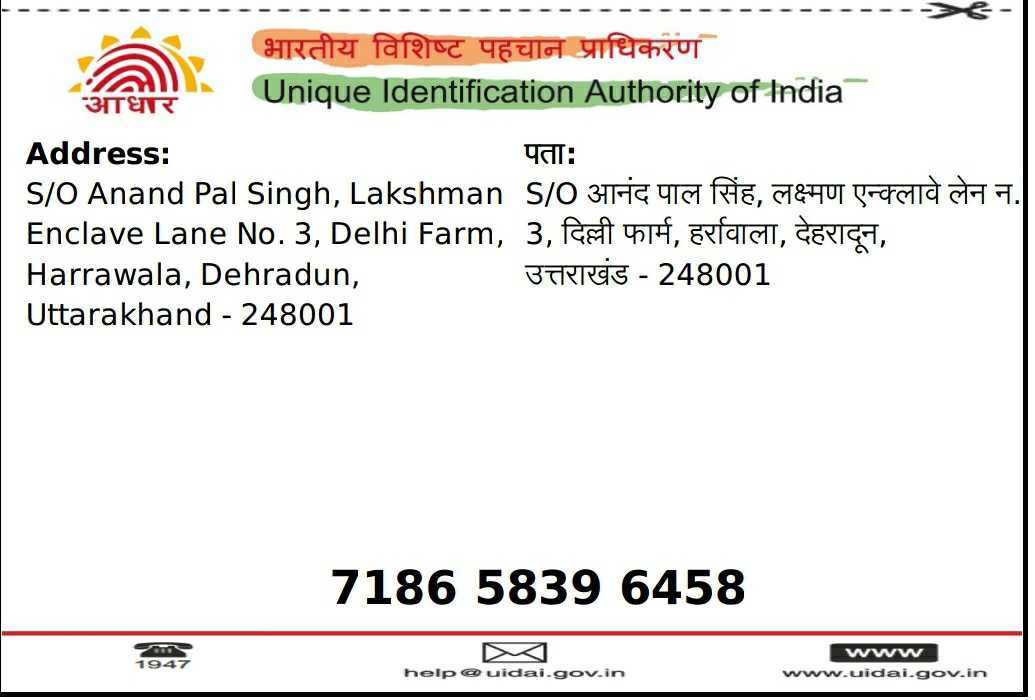 भारतीय विशिष्ट पहचान प्राधिकरण
Unique Identification Authority of India
आधार
Address:
S/O Anand Pal Singh, Lakshman
Enclave Lane No. 3, Delhi Farm,
Harrawala, Dehradun,
Uttarakhand - 248001
पता:
S/O आनंद पाल सिंह, लक्ष्मण एन्क्लावे लेन न.
3, दिल्ली फार्म, हर्रावाला, देहरादून,
उत्तराखंड - 248001
7186 5839 6458
1947
help@uidai.gov.in
www
www.uidai.gov.in